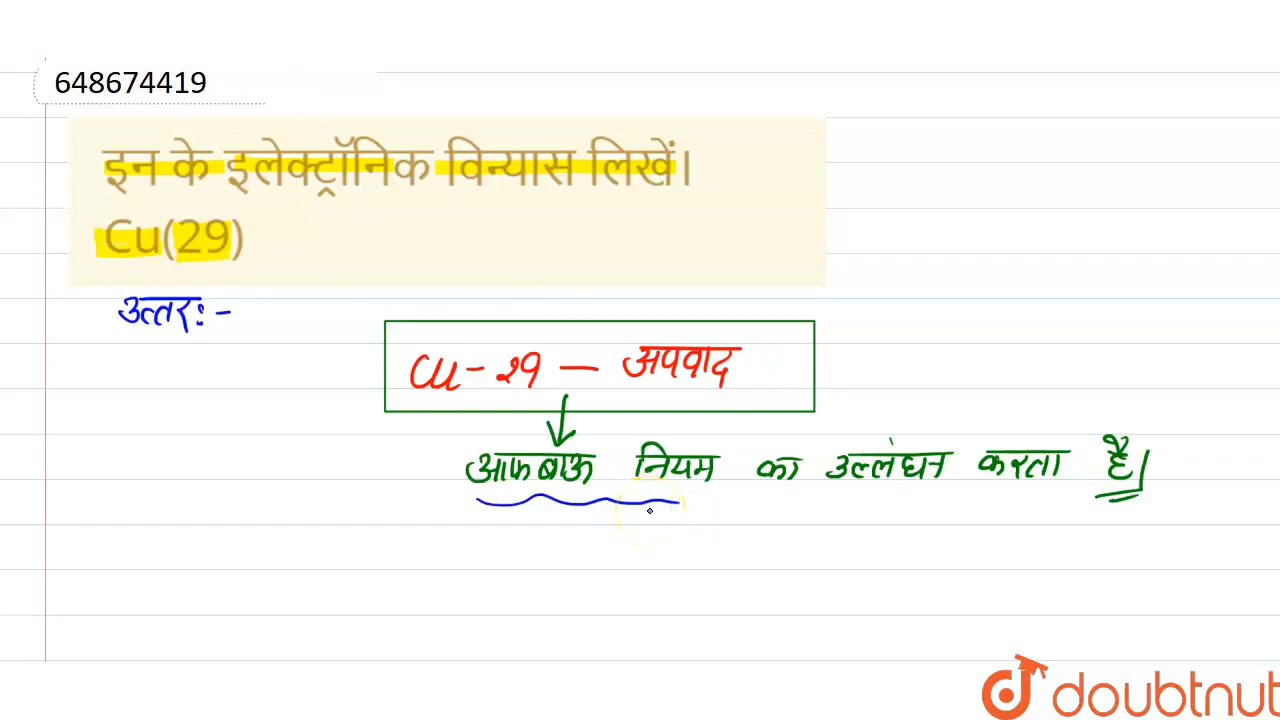 648674419
इन के इलेक्ट्रॉनिक विन्यास लिखें।
Cu(29)
उत्तरः-
Cu - 29 — अपवाद
आफबाऊ नियम का उल्लंघन करता है।
doubtnut